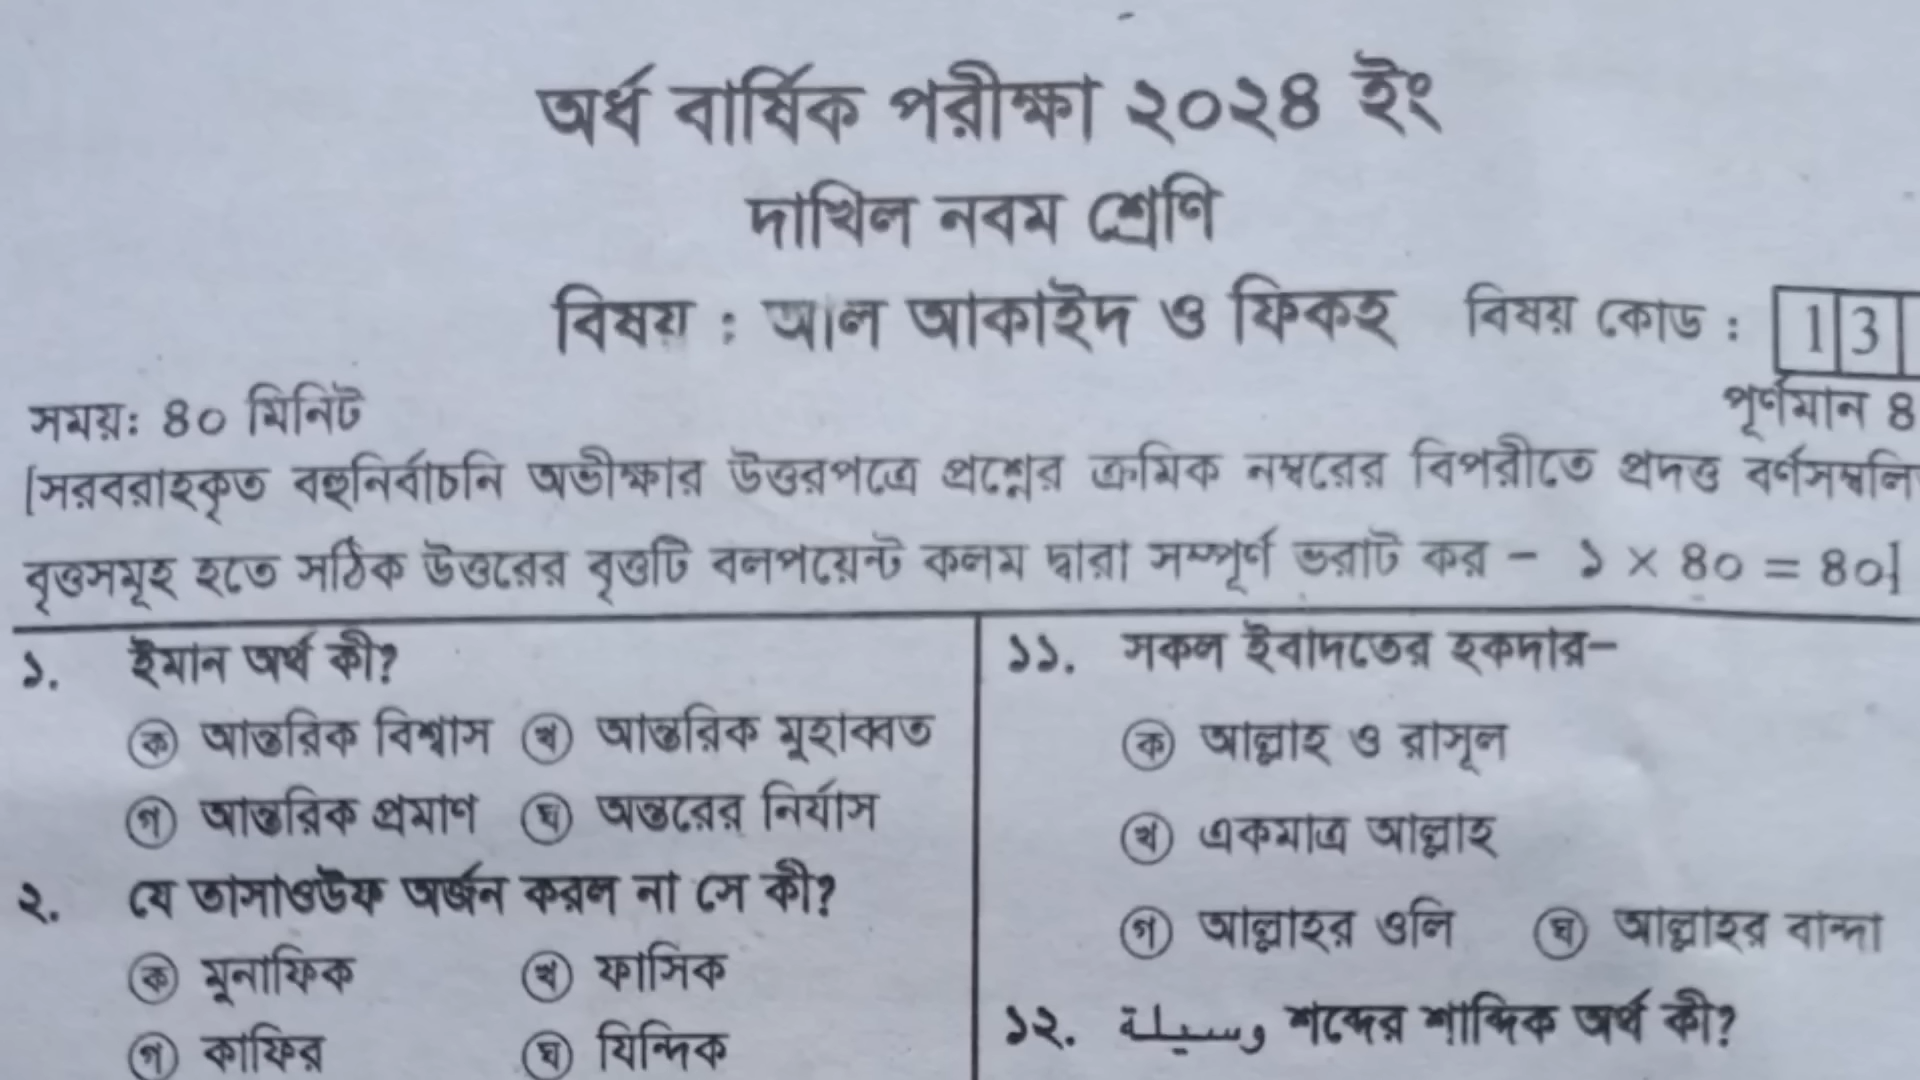 অর্ধ বার্ষিক পরীক্ষা ২০২৪ ইং
দাখিল নবম শ্রেণি
বিষয় : আল আকাইদ ও ফিকহ বিষয় কোড : 1 3
সময়: ৪০ মিনিট
পূর্ণমান ৪
[সরবরাহকৃত বহুনির্বাচনি অভীক্ষার উত্তরপত্রে প্রশ্নের ক্রমিক নম্বরের বিপরীতে প্রদত্ত বর্ণসম্বলি
বৃত্তসমূহ হতে সঠিক উত্তরের বৃত্তটি বলপয়েন্ট কলম দ্বারা সম্পূর্ণ ভরাট কর – ১ × ৪০ = ৪০]
১. ইমান অর্থ কী?
ক আন্তরিক বিশ্বাস খ আন্তরিক মুহাব্বত
গ আন্তরিক প্রমাণ ঘ অন্তরের নির্যাস
২. যে তাসাওউফ অর্জন করল না সে কী?
ক মুনাফিক খ ফাসিক
গ কাফির ঘ যিন্দিক
১১. সকল ইবাদতের হকদার–
ক আল্লাহ ও রাসূল
খ একমাত্র আল্লাহ
গ আল্লাহর ওলি ঘ আল্লাহর বান্দা
১২. وسيلة শব্দের শাব্দিক অর্থ কী?